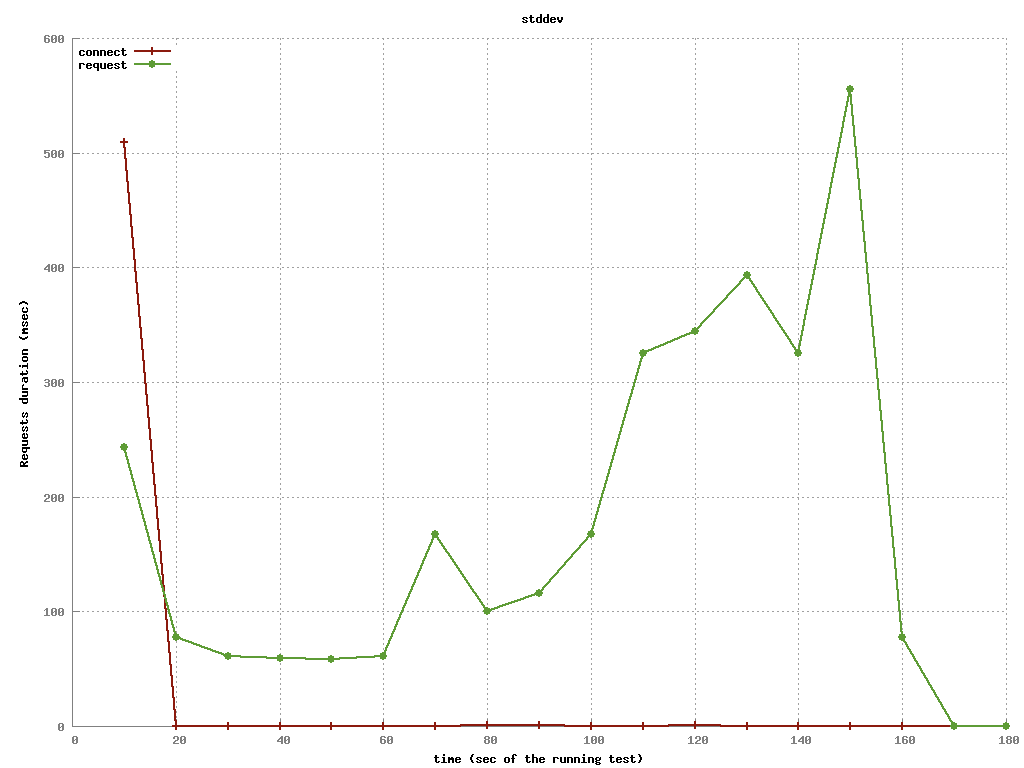 stddev
600
connect
request
500
400
300
200
100
0
Requests duration (msec)
0 20 40 60 80 100 120 140 160 180
time (sec of the running test)